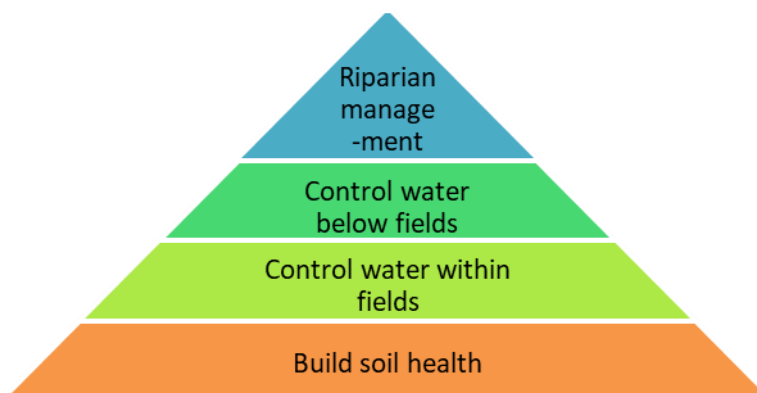 Riparian
manage
-ment
Control water
below fields
Control water within
fields
Build soil health